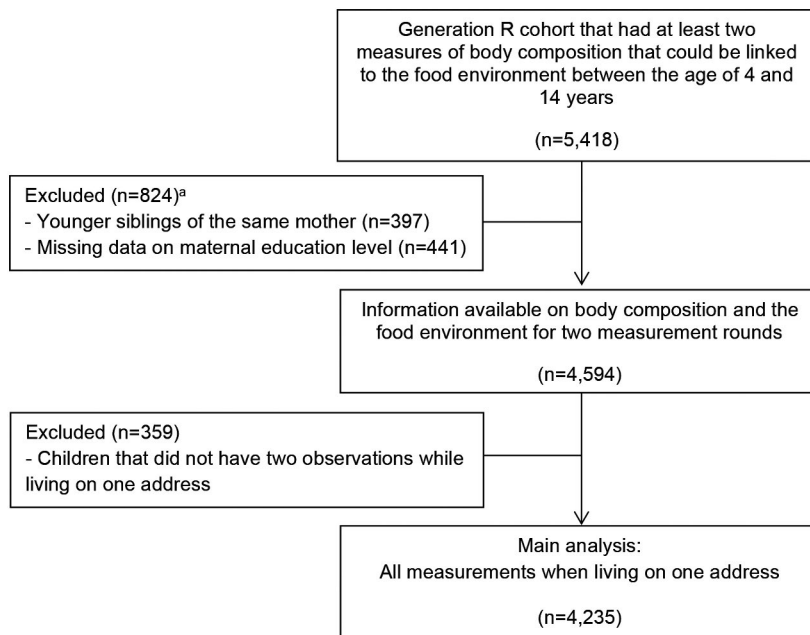 Generation R cohort that had at least two
measures of body composition that could be linked
to the food environment between the age of 4 and
14 years
(n=5,418)
Excluded (n=824)ᵃ
- Younger siblings of the same mother (n=397)
- Missing data on maternal education level (n=441)
Information available on body composition and the
food environment for two measurement rounds
(n=4,594)
Excluded (n=359)
- Children that did not have two observations while
living on one address
Main analysis:
All measurements when living on one address
(n=4,235)